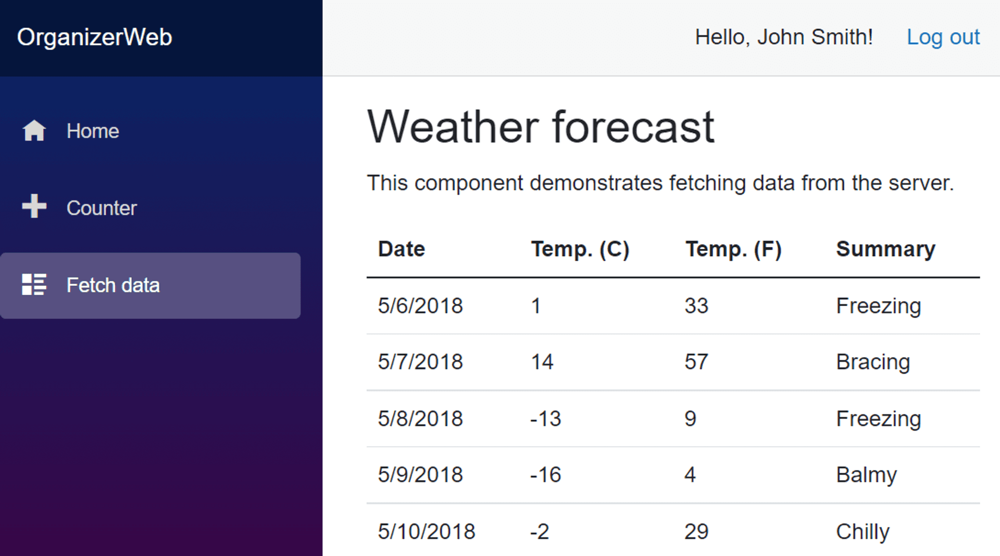 OrganizerWeb
Hello, John Smith! Log out
Home
Counter
Fetch data
Weather forecast
This component demonstrates fetching data from the server.
Date Temp. (C) Temp. (F) Summary
5/6/2018 1 33 Freezing
5/7/2018 14 57 Bracing
5/8/2018 -13 9 Freezing
5/9/2018 -16 4 Balmy
5/10/2018 -2 29 Chilly